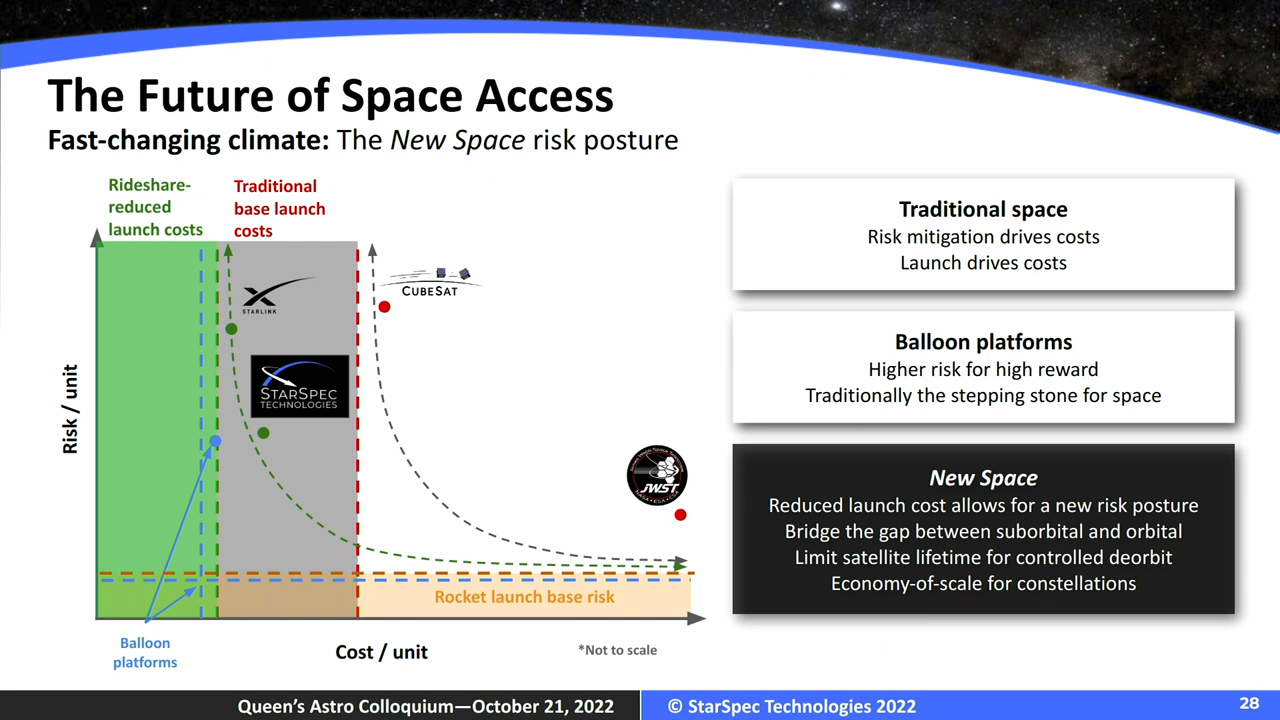 The Future of Space Access
Fast-changing climate: The New Space risk posture
Rideshare-
reduced
launch costs
Traditional
base launch
costs
STARLINK
CUBESAT
STARSPEC
TECHNOLOGIES
JWST
Risk / unit
Rocket launch base risk
Balloon
platforms
Cost / unit
*Not to scale
Traditional space
Risk mitigation drives costs
Launch drives costs
Balloon platforms
Higher risk for high reward
Traditionally the stepping stone for space
New Space
Reduced launch cost allows for a new risk posture
Bridge the gap between suborbital and orbital
Limit satellite lifetime for controlled deorbit
Economy-of-scale for constellations
Queen’s Astro Colloquium—October 21, 2022
© StarSpec Technologies 2022
28